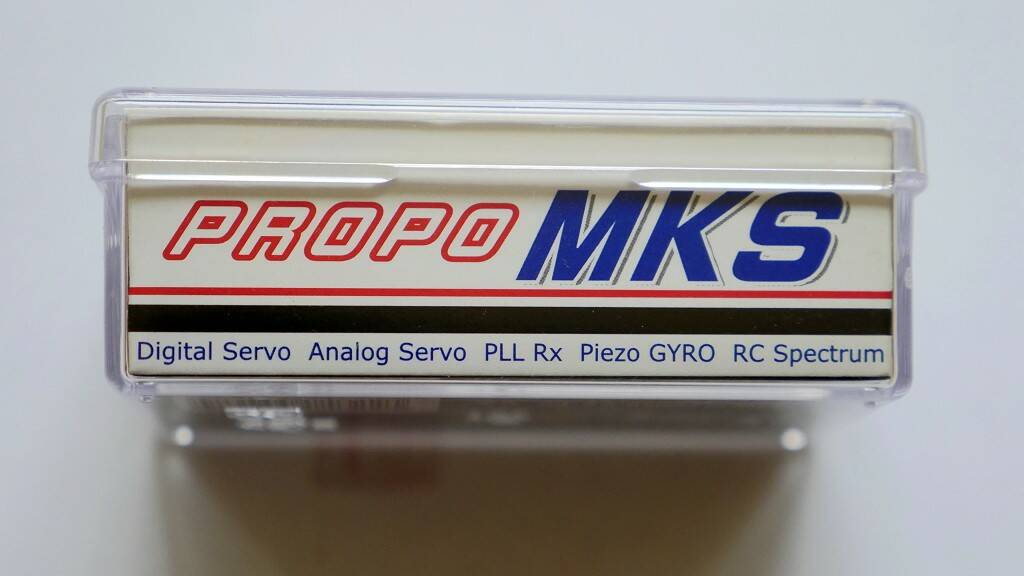 PROPO MKS
Digital Servo Analog Servo PLL Rx Piezo GYRO RC Spectrum